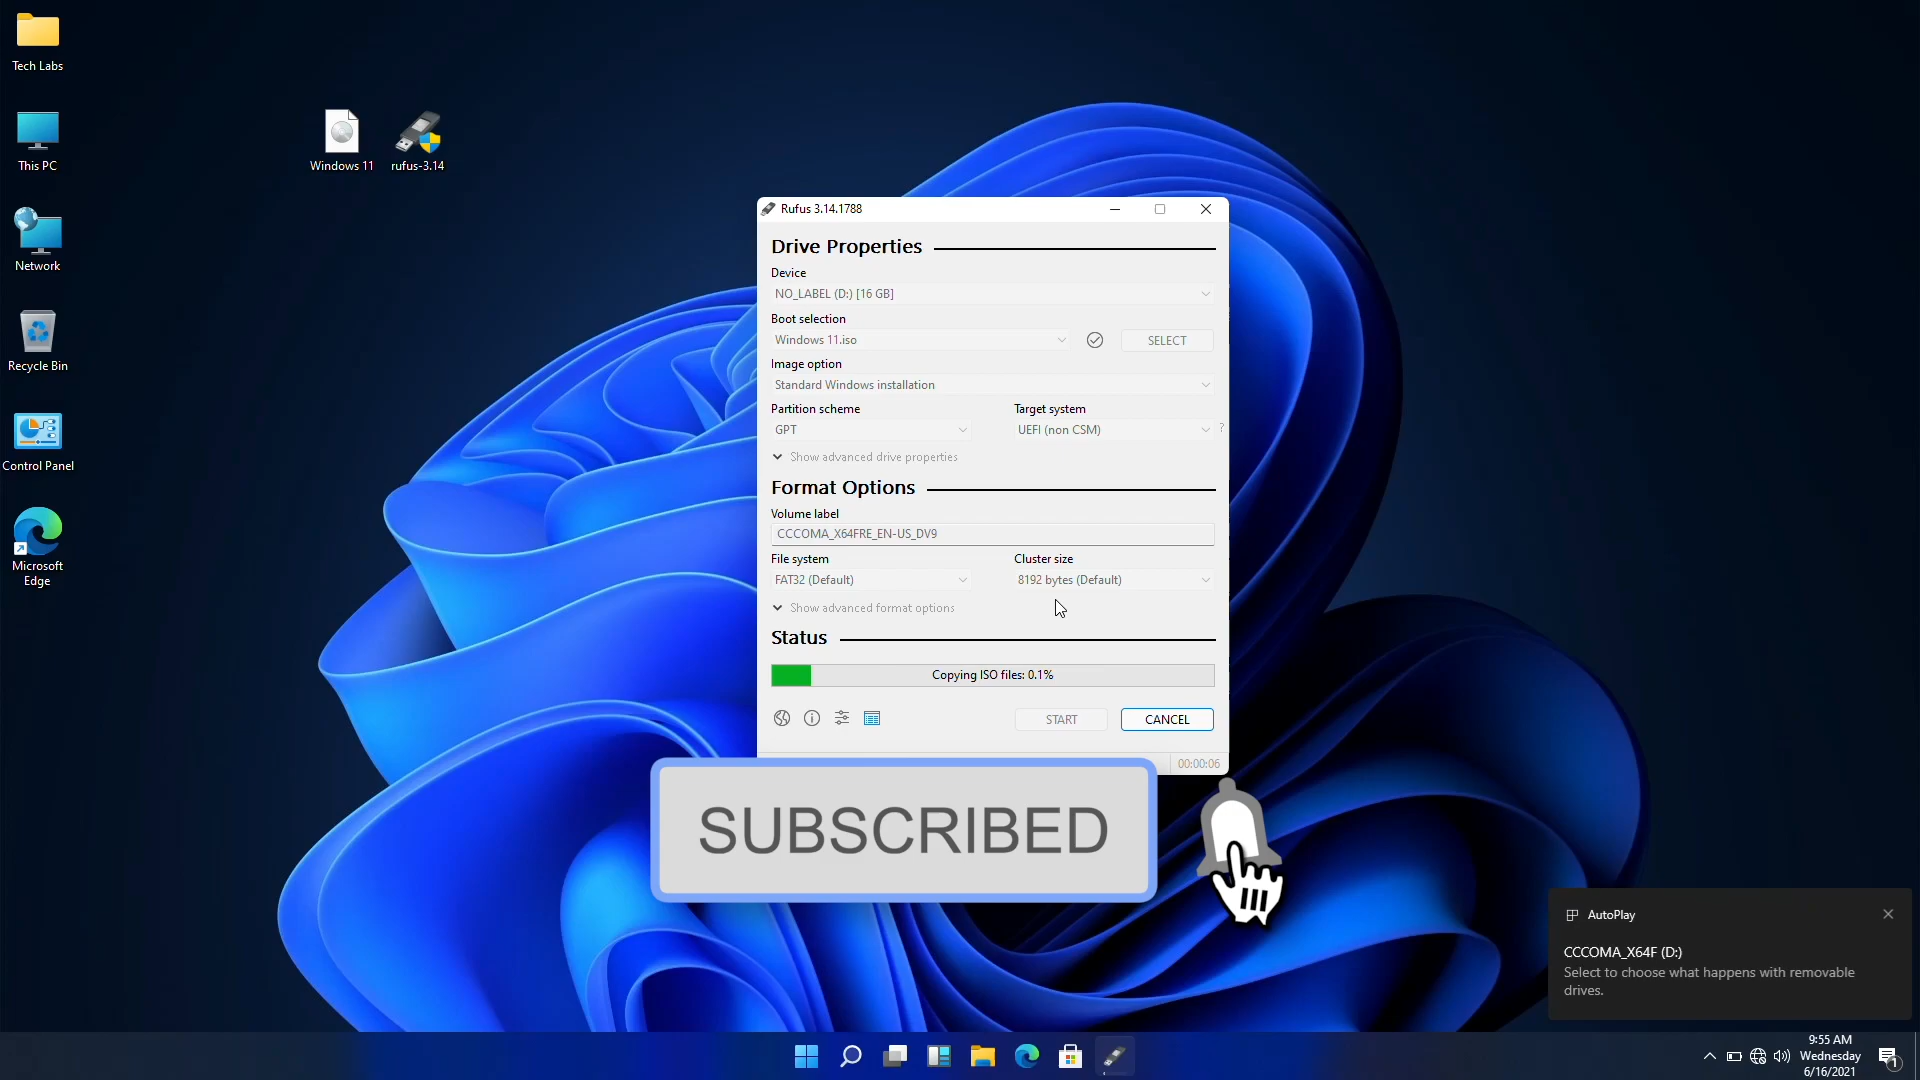 Tech Labs
This PC
Network
Recycle Bin
Control Panel
Microsoft
Edge
Windows 11
rufus-3.14
Rufus 3.14.1788
Drive Properties
Device
NO_LABEL (D:) [16 GB]
Boot selection
Windows 11.iso
SELECT
Image option
Standard Windows installation
Partition scheme
Target system
GPT
UEFI (non CSM)
?
Show advanced drive properties
Format Options
Volume label
CCCOMA_X64FRE_EN-US_DV9
File system
Cluster size
FAT32 (Default)
8192 bytes (Default)
Show advanced format options
Status
Copying ISO files: 0.1%
START
CANCEL
00:00:06
SUBSCRIBED
AutoPlay
CCCOMA_X64F (D:)
Select to choose what happens with removable
drives.
9:55 AM
Wednesday
6/16/2021
1